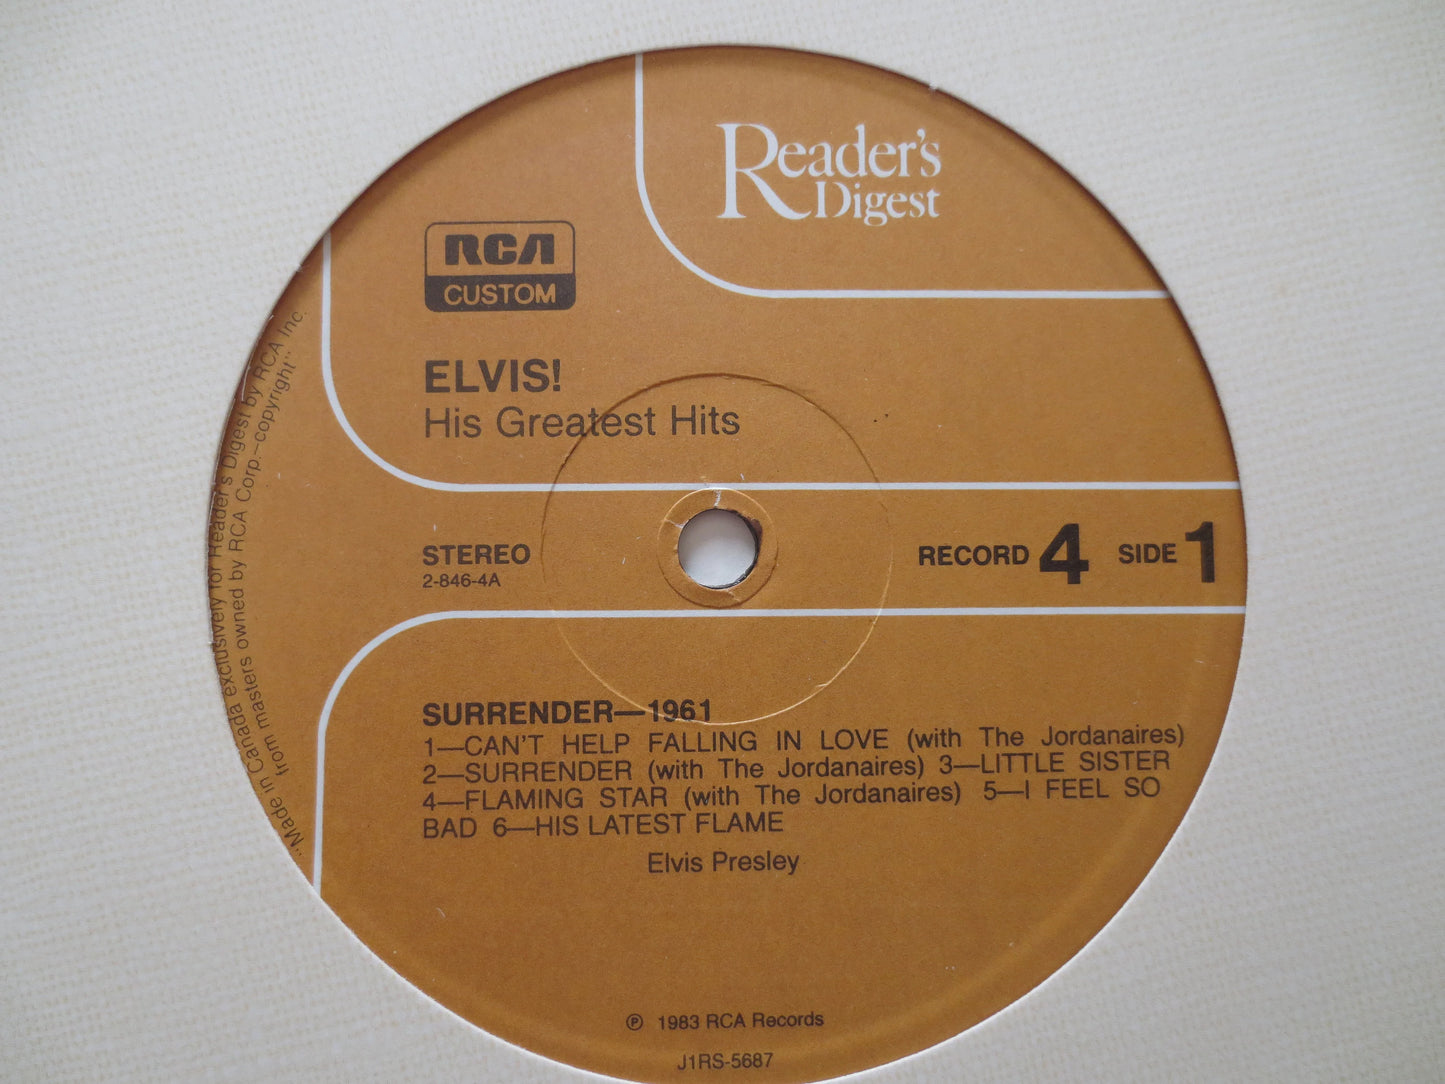 Reader's
Digest
RCA
CUSTOM
ELVIS!
His Greatest Hits
STEREO
2-846-4A
RECORD 4 SIDE 1
SURRENDER—1961
1—CAN'T HELP FALLING IN LOVE (with The Jordanaires)
2—SURRENDER (with The Jordanaires) 3—LITTLE SISTER
4—FLAMING STAR (with The Jordanaires) 5—I FEEL SO
BAD 6—HIS LATEST FLAME
Elvis Presley
℗ 1983 RCA Records
J1RS-5687
"Made in Canada exclusively for Reader's Digest by RCA Inc.
from masters owned by RCA Corp.—copyright"